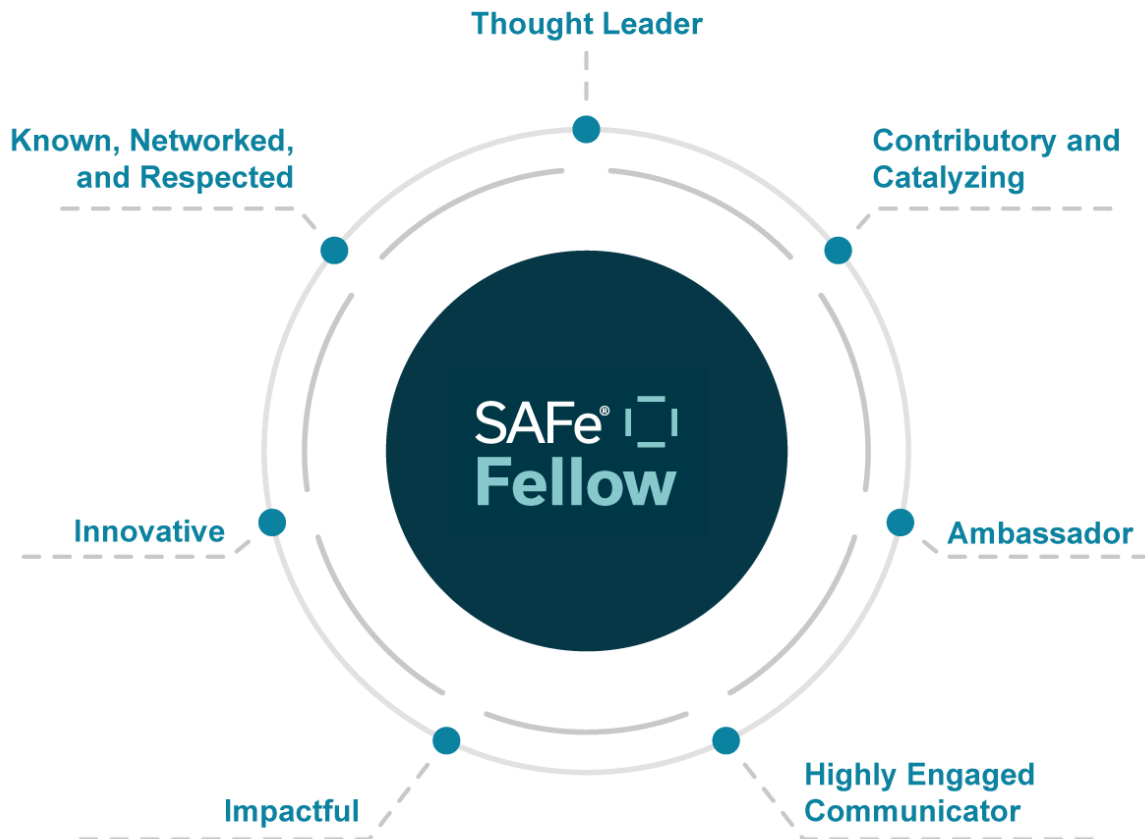 Thought Leader
Known, Networked,
and Respected
Contributory and
Catalyzing
SAFe®
Fellow
Innovative
Ambassador
Impactful
Highly Engaged
Communicator